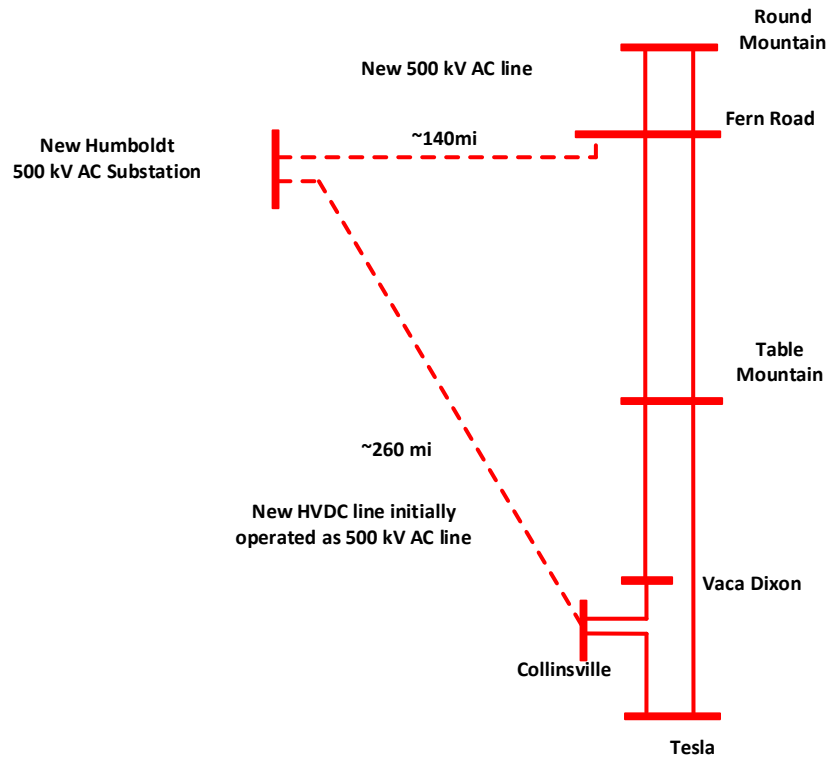 Round
Mountain
New 500 kV AC line
Fern Road
~140mi
New Humboldt
500 kV AC Substation
Table
Mountain
~260 mi
New HVDC line initially
operated as 500 kV AC line
Vaca Dixon
Collinsville
Tesla